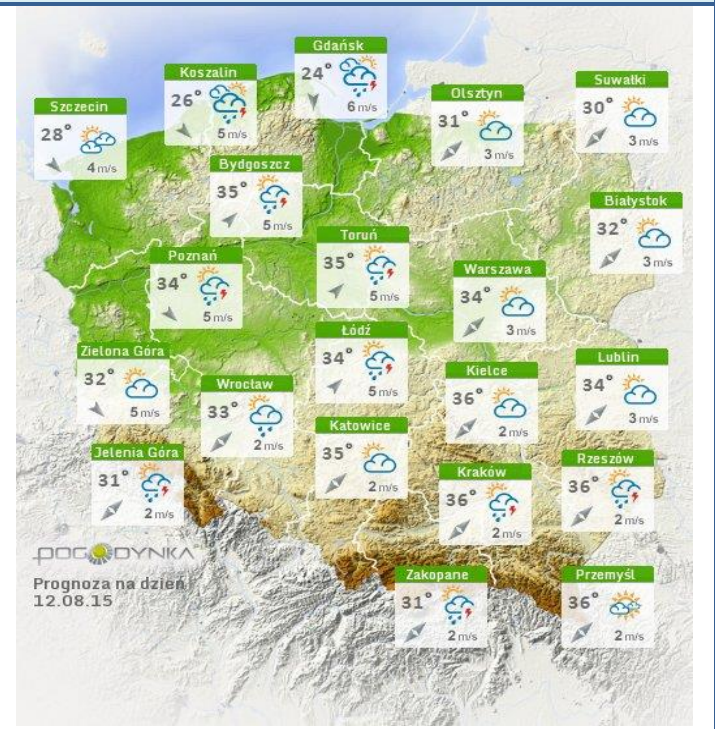 Gdańsk
24°
6 m/s
Koszalin
26°
5 m/s
Szczecin
28°
4 m/s
Olsztyn
31°
3 m/s
Suwałki
30°
3 m/s
Bydgoszcz
35°
5 m/s
Białystok
32°
3 m/s
Toruń
35°
5 m/s
Poznań
34°
5 m/s
Warszawa
34°
3 m/s
Łódź
34°
5 m/s
Zielona Góra
32°
5 m/s
Wrocław
33°
2 m/s
Kielce
36°
2 m/s
Lublin
34°
3 m/s
Katowice
35°
2 m/s
Jelenia Góra
31°
2 m/s
Kraków
36°
2 m/s
Rzeszów
36°
2 m/s
POGODYNKA
Prognoza na dzień
12.08.15
Zakopane
31°
2 m/s
Przemyśl
36°
2 m/s